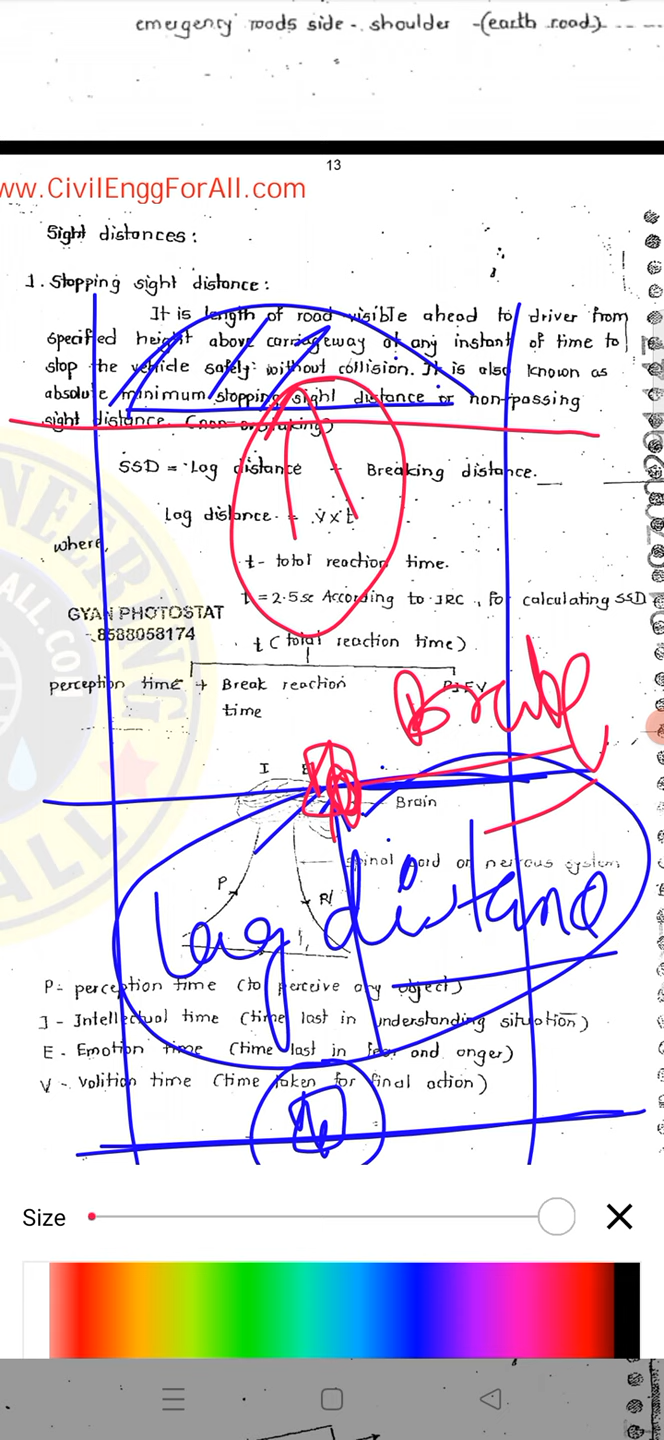 emergency roads side - shoulder - (earth road)
13
ww.CivilEnggForAll.com
Sight distances:
1. Stopping sight distance:
It is length of road visible ahead to driver from
specified height above carriageway at any instant of time to
stop the vehicle safely without collision. It is also known as
absolute minimum stopping sight distance or non-passing
sight distance.
SSD = Lag distance + Breaking distance.
Lag distance = v x t
where,
t - total reaction time.
t = 2.5sc According to IRC, for calculating SSD
GYAN PHOTOSTAT
8588058174
t (total reaction time)
perception time + Break reaction
time
PIEV
Brake
I E
Brain
spinal cord or nervous system
P
R
Lag distance
P- perception time (to perceive any object)
I - Intellectual time (time last in understanding situation)
E - Emotion time (time last in fear and anger)
V - Volition time (time taken for final action)
Size